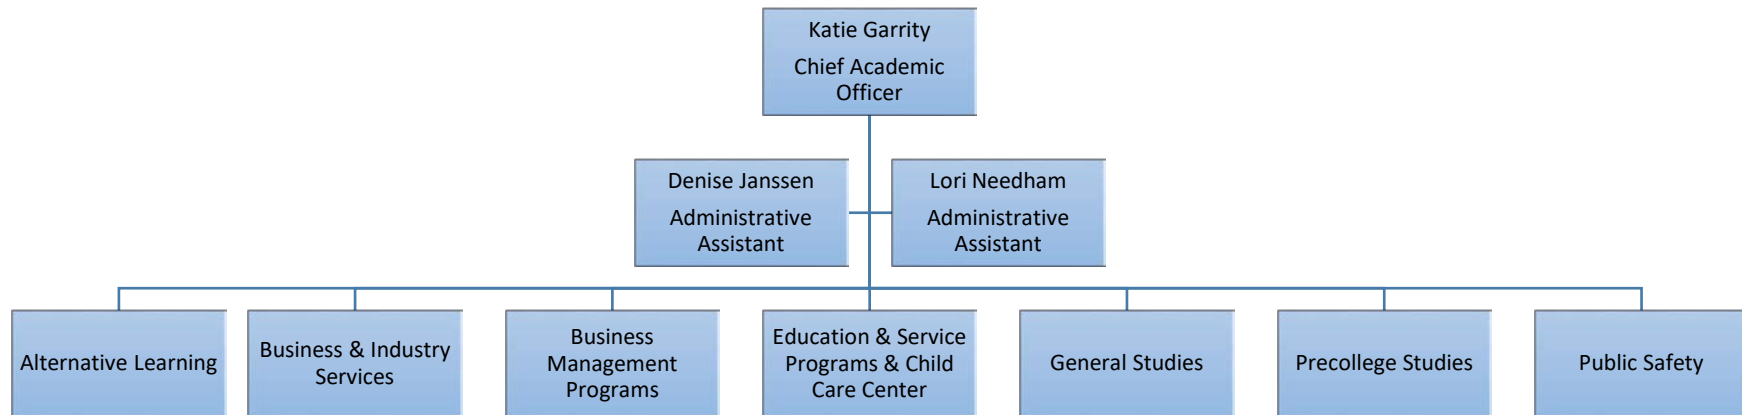 Katie Garrity
Chief Academic
Officer
Denise Janssen
Administrative
Assistant
Lori Needham
Administrative
Assistant
Alternative Learning
Business & Industry
Services
Business
Management
Programs
Education & Service
Programs & Child
Care Center
General Studies
Precollege Studies
Public Safety